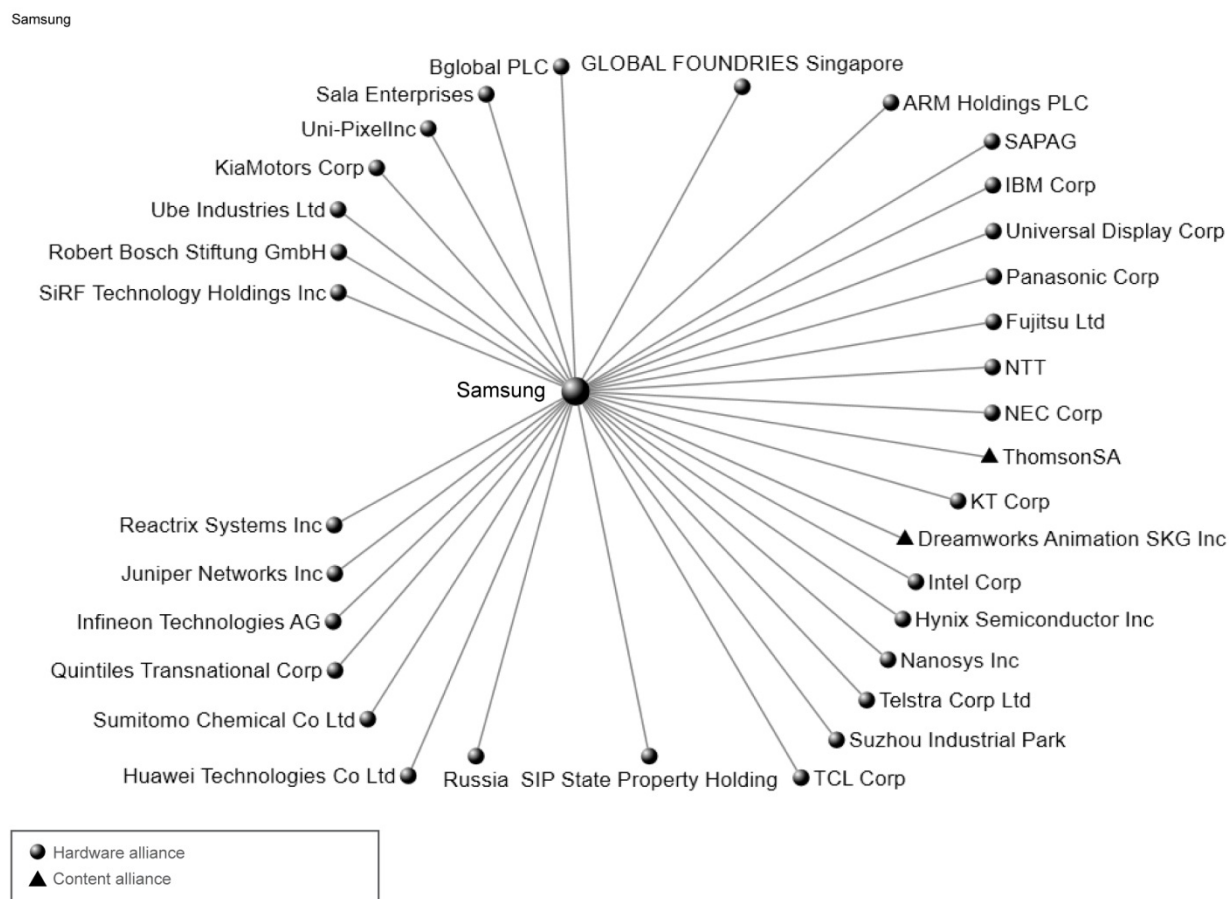 Samsung
Bglobal PLC
GLOBAL FOUNDRIES Singapore
Sala Enterprises
ARM Holdings PLC
Uni-PixelInc
SAPAG
KiaMotors Corp
IBM Corp
Ube Industries Ltd
Universal Display Corp
Robert Bosch Stiftung GmbH
Panasonic Corp
SiRF Technology Holdings Inc
Fujitsu Ltd
NTT
Samsung
NEC Corp
ThomsonSA
KT Corp
Reactrix Systems Inc
Dreamworks Animation SKG Inc
Juniper Networks Inc
Intel Corp
Infineon Technologies AG
Hynix Semiconductor Inc
Quintiles Transnational Corp
Nanosys Inc
Telstra Corp Ltd
Sumitomo Chemical Co Ltd
Suzhou Industrial Park
Huawei Technologies Co Ltd
Russia
SIP State Property Holding
TCL Corp
Hardware alliance
Content alliance